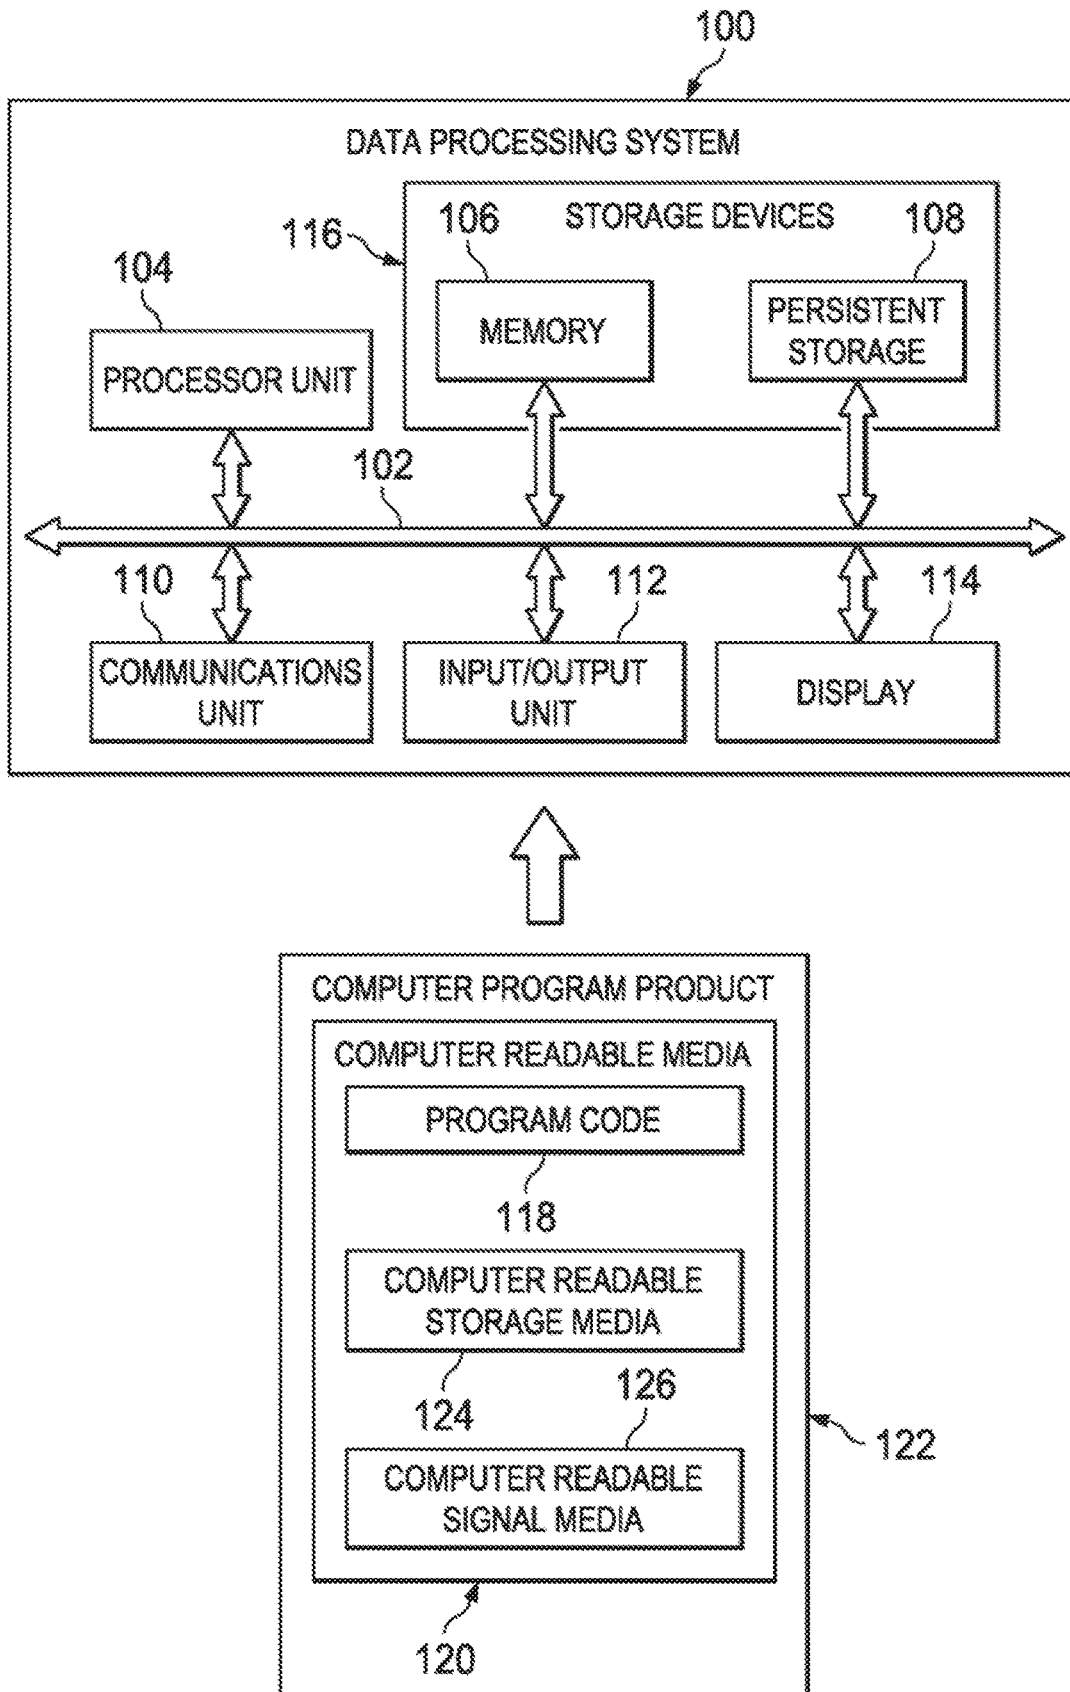 100
DATA PROCESSING SYSTEM
STORAGE DEVICES
116
106
108
104
MEMORY
PERSISTENT
STORAGE
PROCESSOR UNIT
102
110
112
114
COMMUNICATIONS
UNIT
INPUT/OUTPUT
UNIT
DISPLAY
COMPUTER PROGRAM PRODUCT
COMPUTER READABLE MEDIA
PROGRAM CODE
118
COMPUTER READABLE
STORAGE MEDIA
124
126
122
COMPUTER READABLE
SIGNAL MEDIA
120